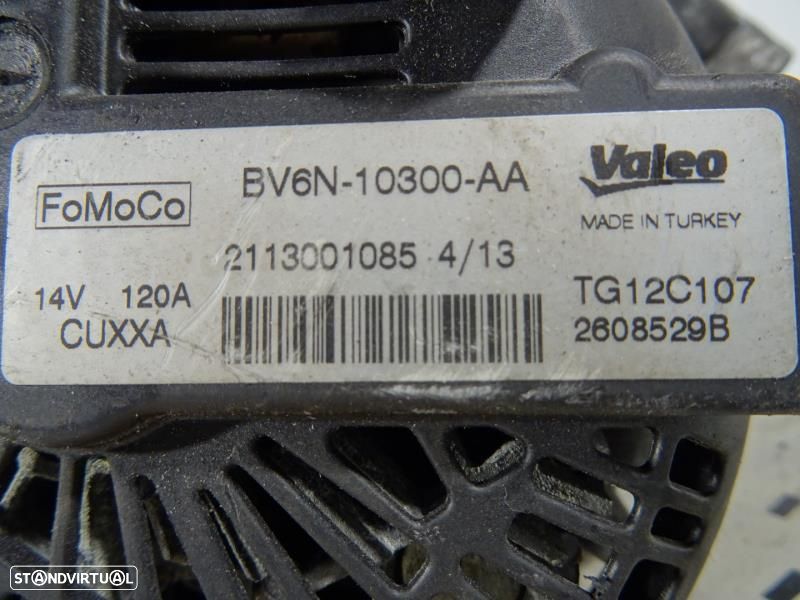 FoMoCo
BV6N-10300-AA
Valeo
MADE IN TURKEY
2113001085 4/13
14V 120A
CUXXA
TG12C107
2608529B
STANDVIRTUAL